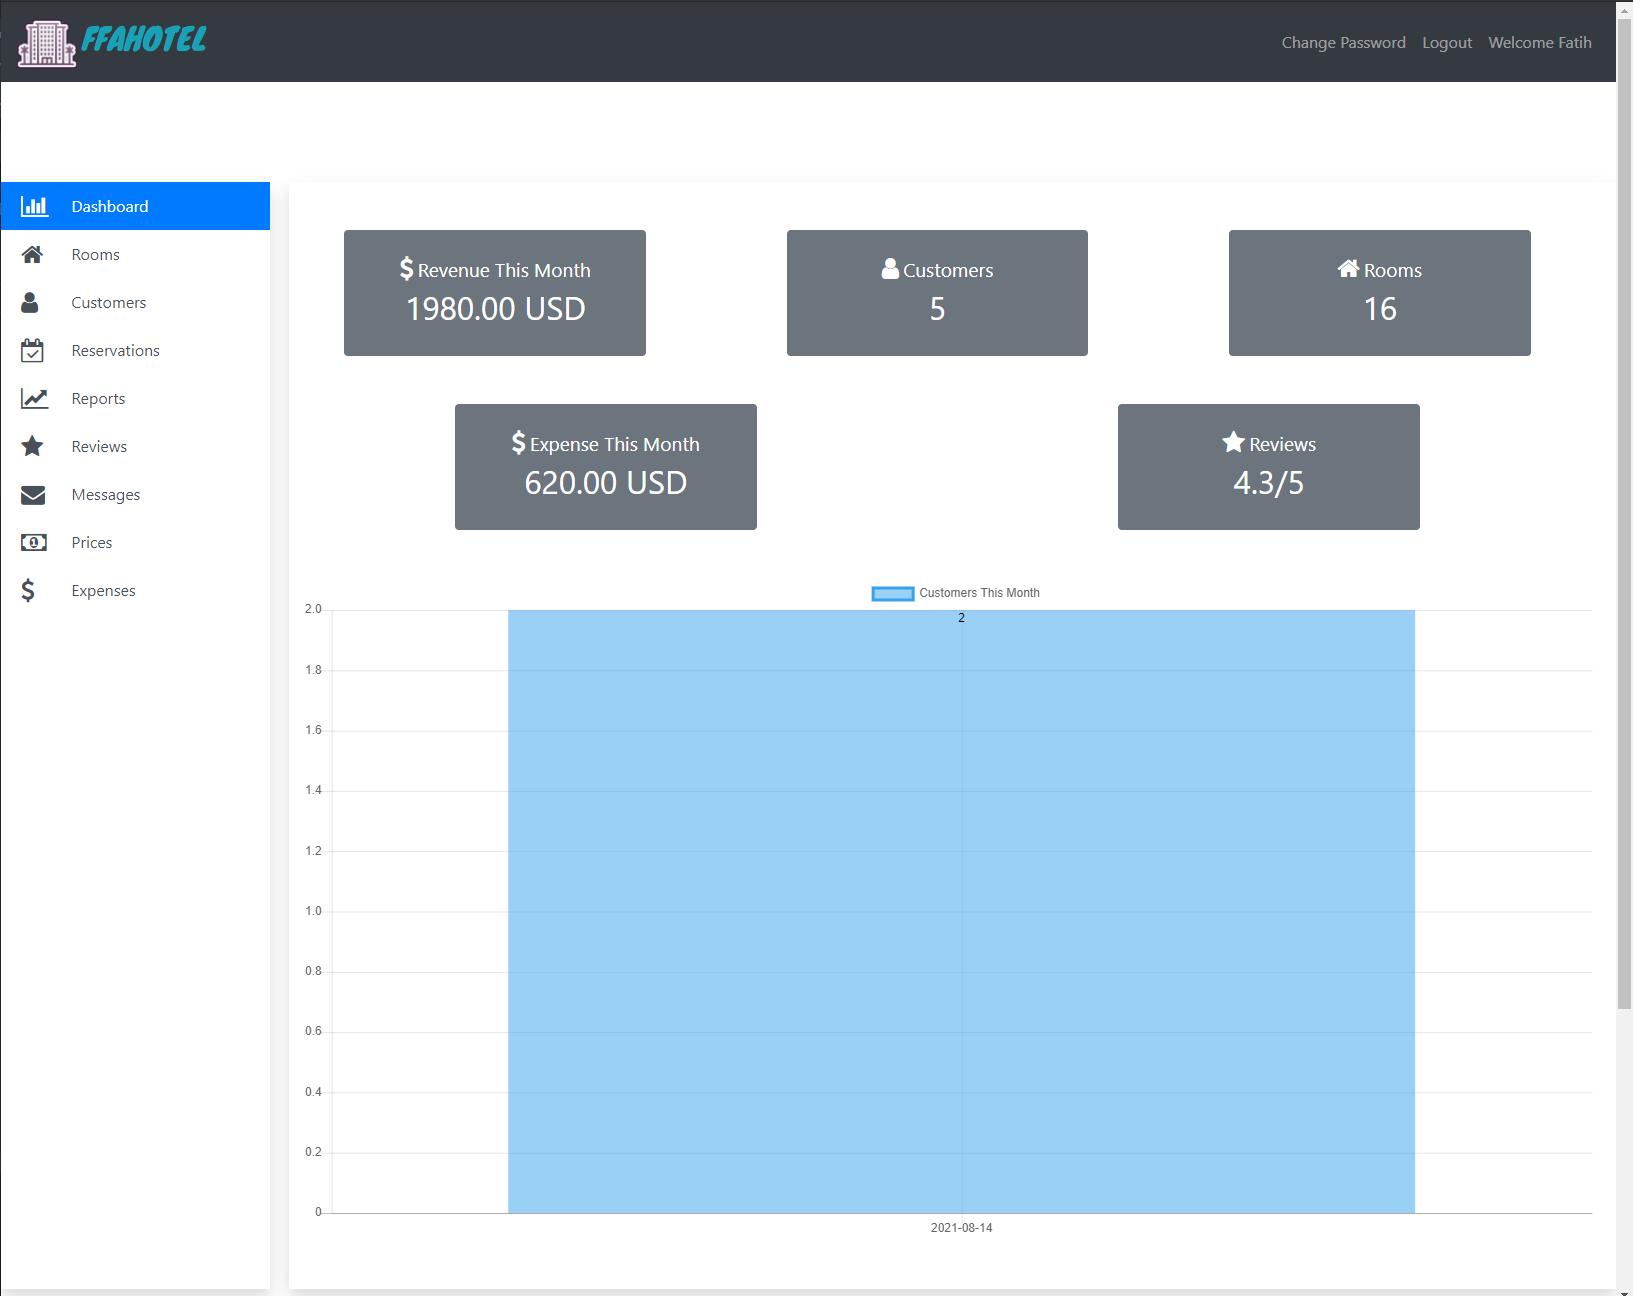 FFAHOTEL
Change Password Logout Welcome Fatih
Dashboard
Rooms
Customers
Reservations
Reports
Reviews
Messages
Prices
Expenses
Revenue This Month
1980.00 USD
Customers
5
Rooms
16
Expense This Month
620.00 USD
Reviews
4.3/5
Customers This Month
2.0
2
1.8
1.6
1.4
1.2
1.0
0.8
0.6
0.4
0.2
0
2021-08-14